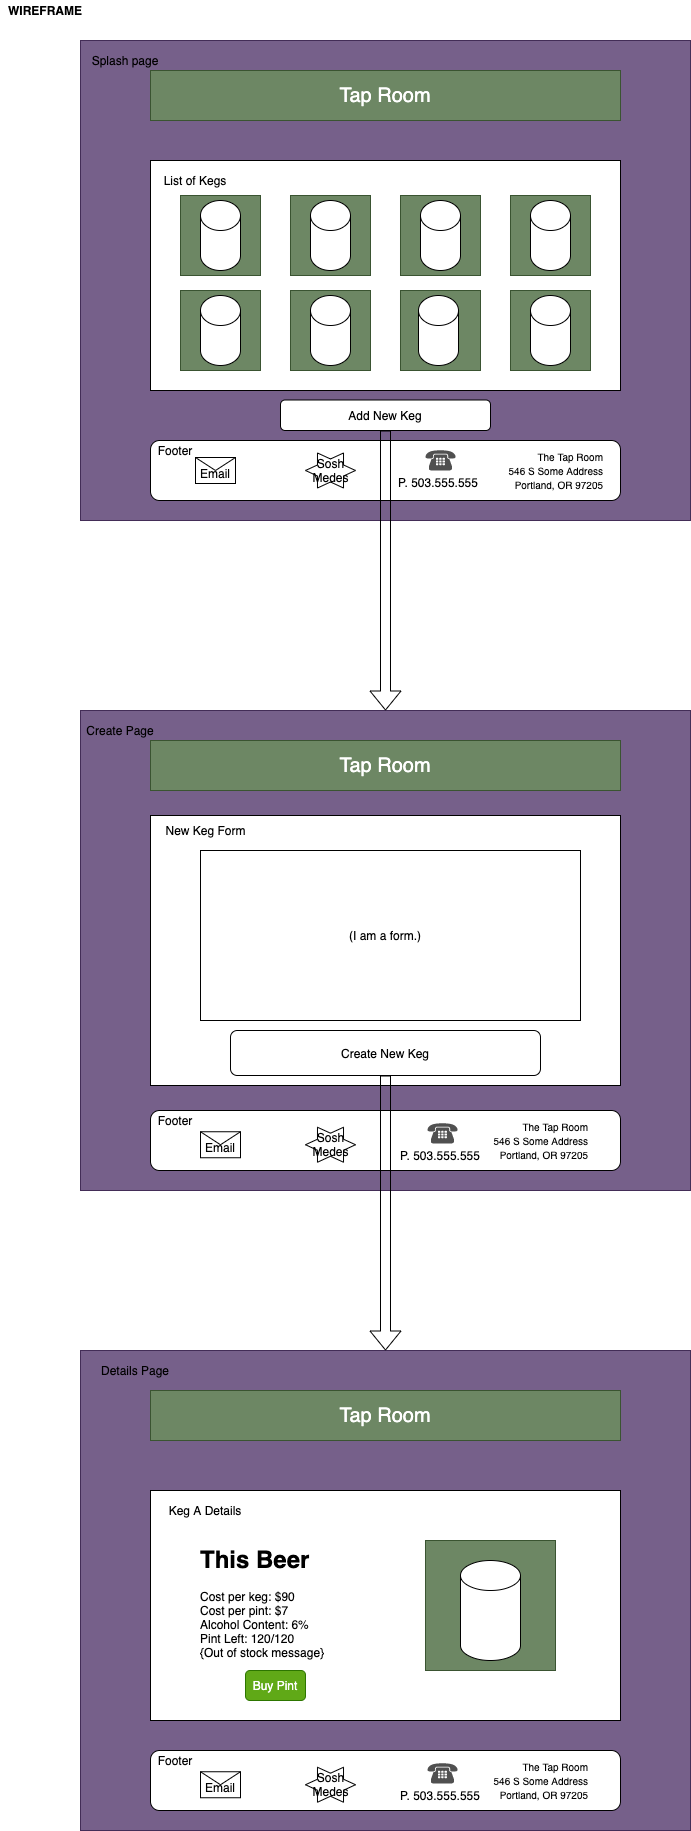 WIREFRAME
Splash page
Tap Room
List of Kegs
Add New Keg
Footer
Email
Sosh
Medes
P. 503.555.555
The Tap Room
546 S Some Address
Portland, OR 97205
Create Page
Tap Room
New Keg Form
(I am a form.)
Create New Keg
Footer
Email
Sosh
Medes
P. 503.555.555
The Tap Room
546 S Some Address
Portland, OR 97205
Details Page
Tap Room
Keg A Details
This Beer
Cost per keg: $90
Cost per pint: $7
Alcohol Content: 6%
Pint Left: 120/120
{Out of stock message}
Buy Pint
Footer
Email
Sosh
Medes
P. 503.555.555
The Tap Room
546 S Some Address
Portland, OR 97205